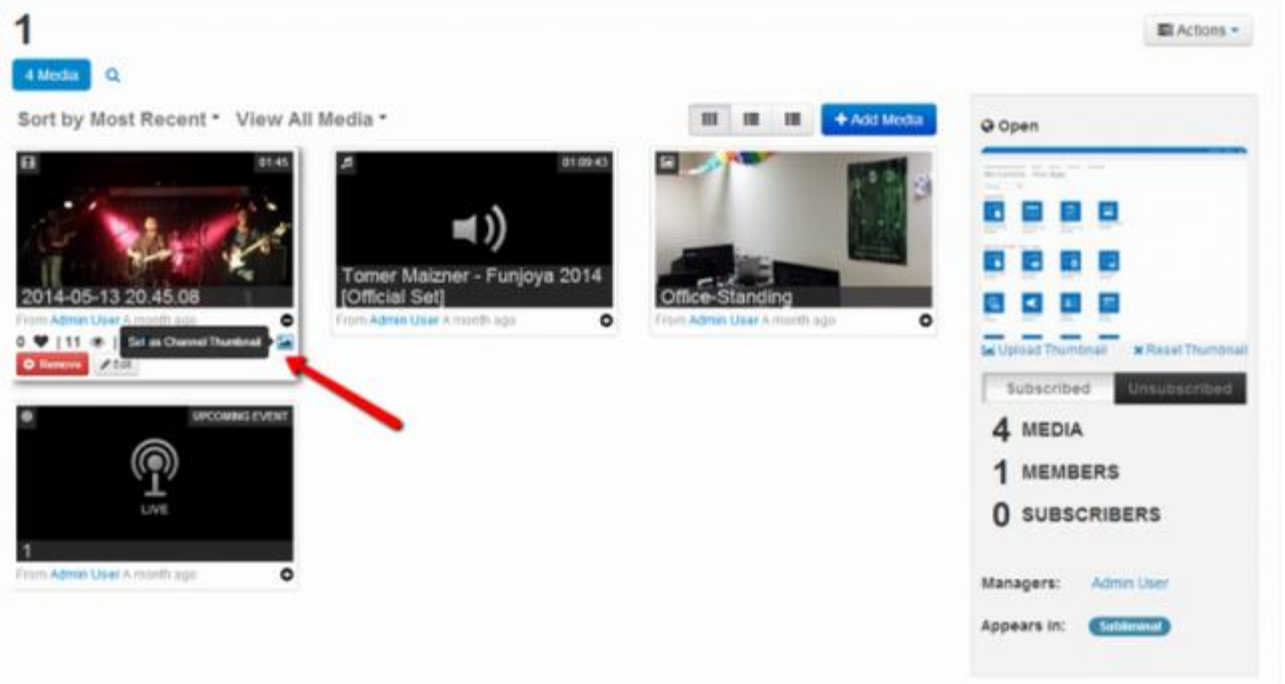 1
Actions
4 Media
Sort by Most Recent View All Media
+ Add Media
01:45
2014-05-13 20.45.08
From Admin User A month ago
0 | 11 |
Set as Channel Thumbnail
Remove Edit
01:09:43
Tomer Maizner - Funjoya 2014
[Official Set]
From Admin User A month ago
Office-Standing
From Admin User A month ago
UPCOMING EVENT
LIVE
1
From Admin User A month ago
Open
Upload Thumbnail Reset Thumbnail
Subscribed Unsubscribed
4 MEDIA
1 MEMBERS
0 SUBSCRIBERS
Managers: Admin User
Appears in: Subliminal